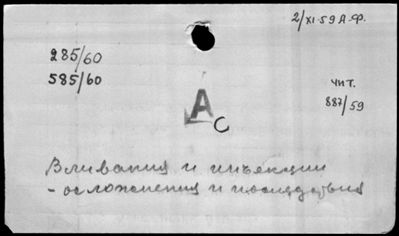 2/XI-59 А.Ф.
285/60
585/60
чит.
887/59
А
С
Вливания и инъекции
- осложнения и последствия